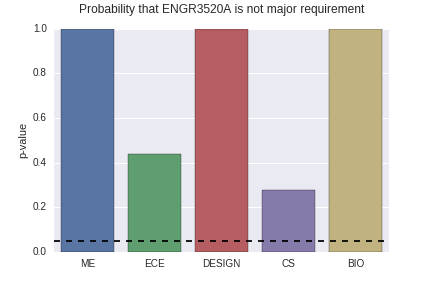 Probability that ENGR3520A is not major requirement
1.0
0.8
0.6
0.4
0.2
0.0
p-value
ME ECE DESIGN CS BIO